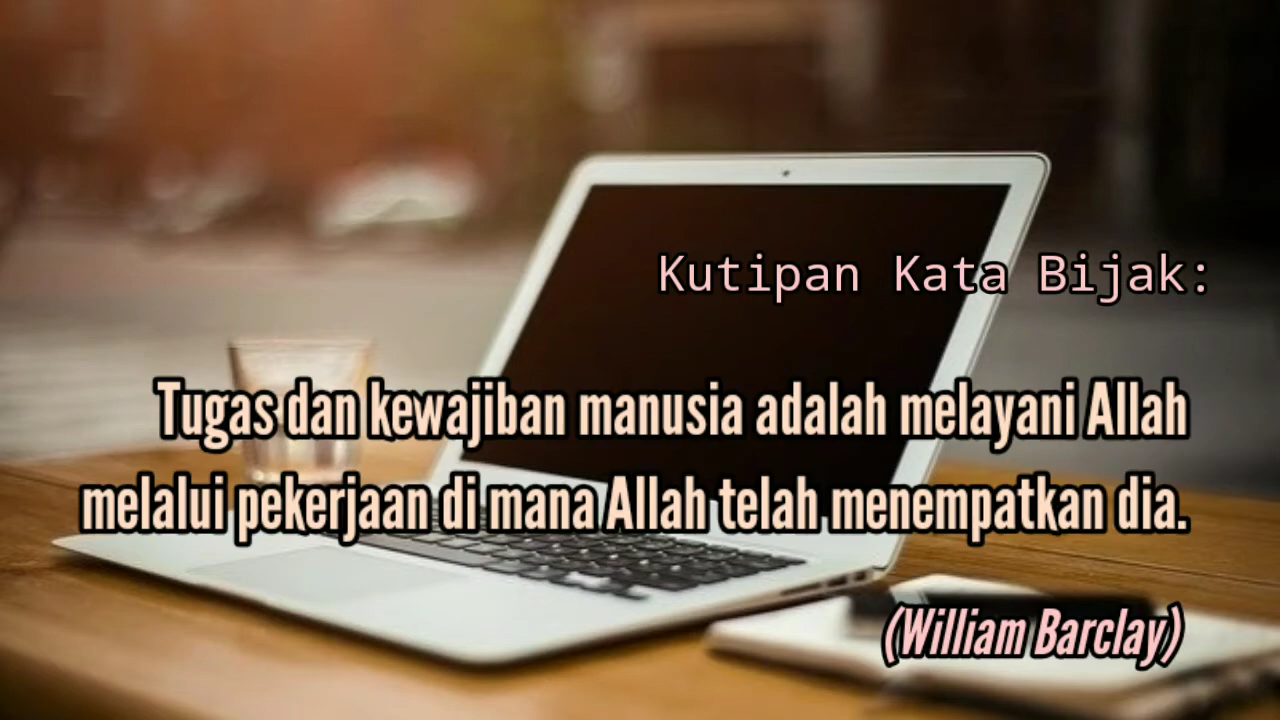 Kutipan Kata Bijak:
Tugas dan kewajiban manusia adalah melayani Allah
melalui pekerjaan di mana Allah telah menempatkan dia.
(William Barclay)